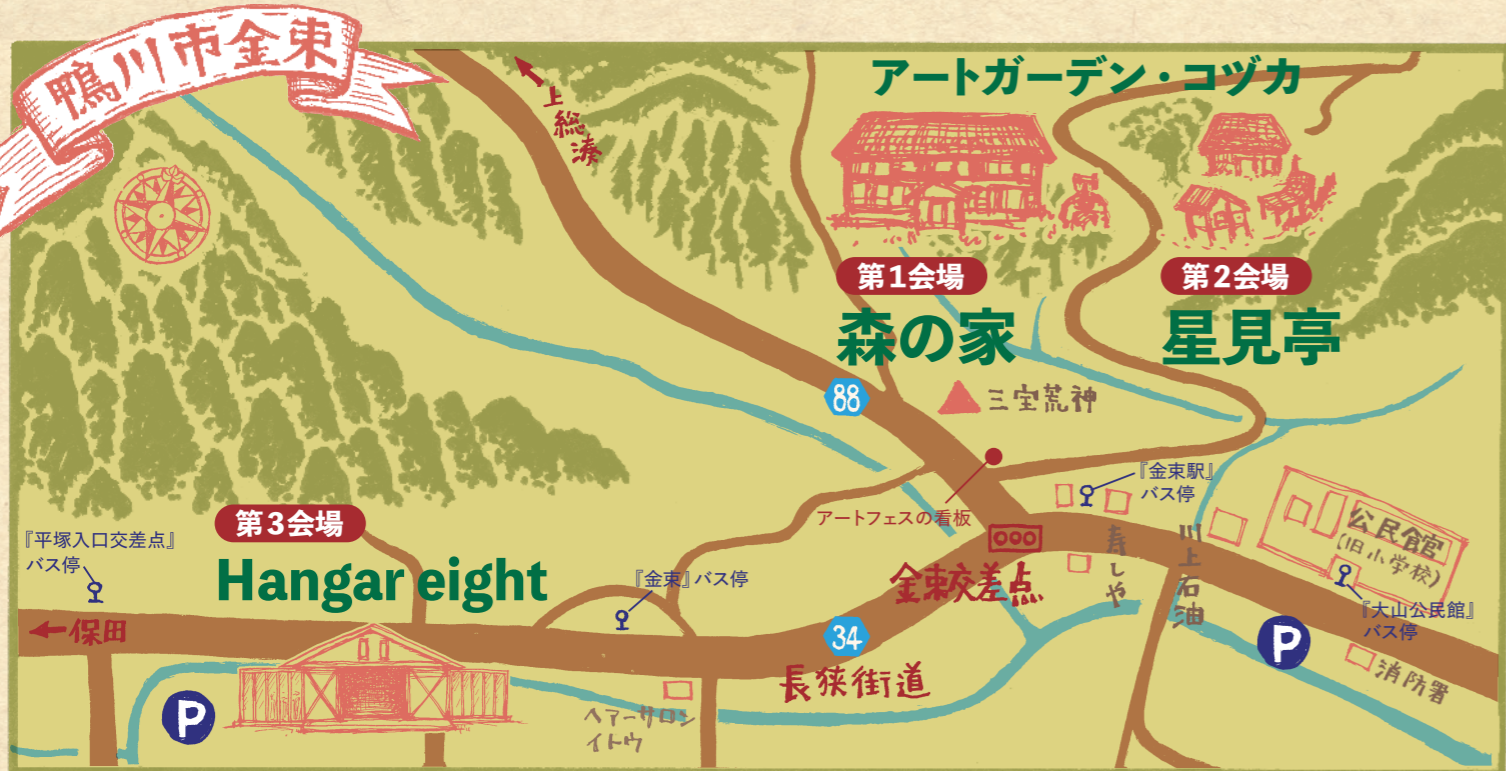 鴨川市金束
上総湊
アートガーデン・コヅカ
第1会場
森の家
第2会場
星見亭
88
三宝荒神
『金束駅』
バス停
アートフェスの看板
金束交差点
寿しや
川上石油
公民館
(旧小学校)
『大山公民館』
バス停
P
消防署
第3会場
Hangar eight
『平塚入口交差点』
バス停
保田
『金束』バス停
34
長狭街道
P
ヘアーサロン
イトウ